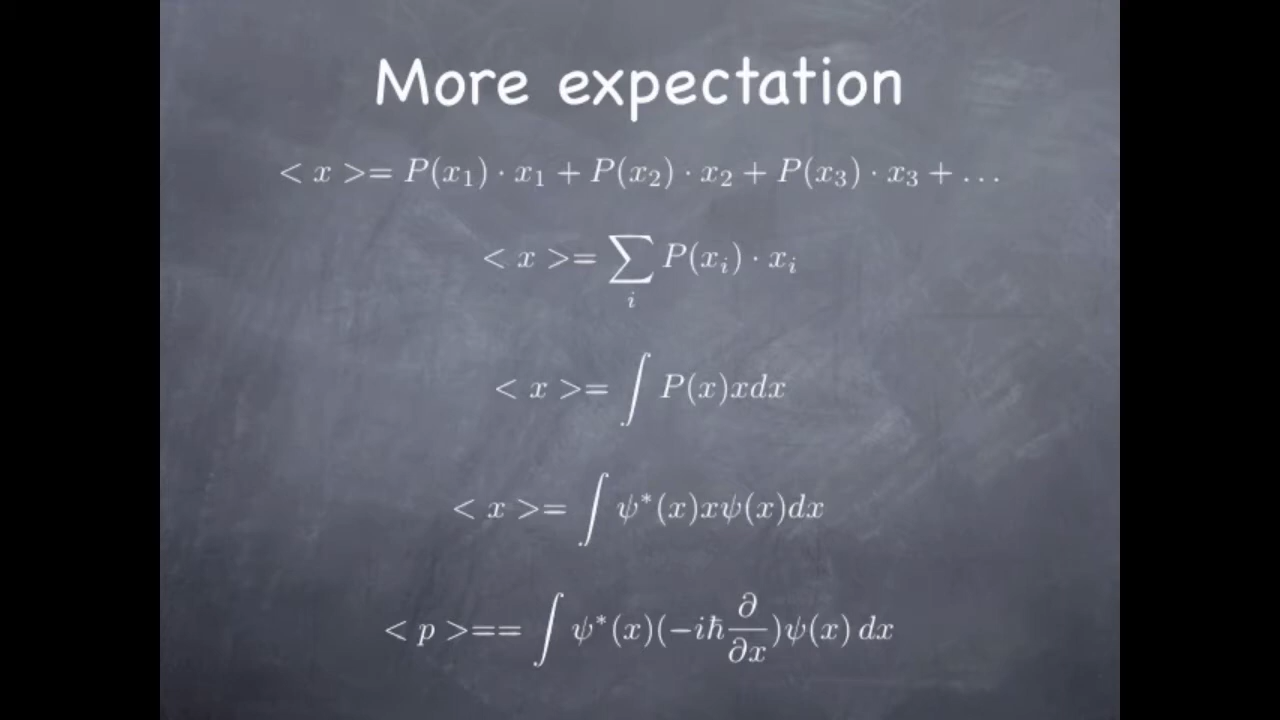 More expectation
< x >= P(x₁) · x₁ + P(x₂) · x₂ + P(x₃) · x₃ + . . .
< x >= ∑ᵢ P(xᵢ) · xᵢ
< x >= ∫ P(x)xdx
< x >= ∫ ψ*(x)xψ(x)dx
< p >== ∫ ψ*(x)(−iℏ ∂/∂x)ψ(x) dx